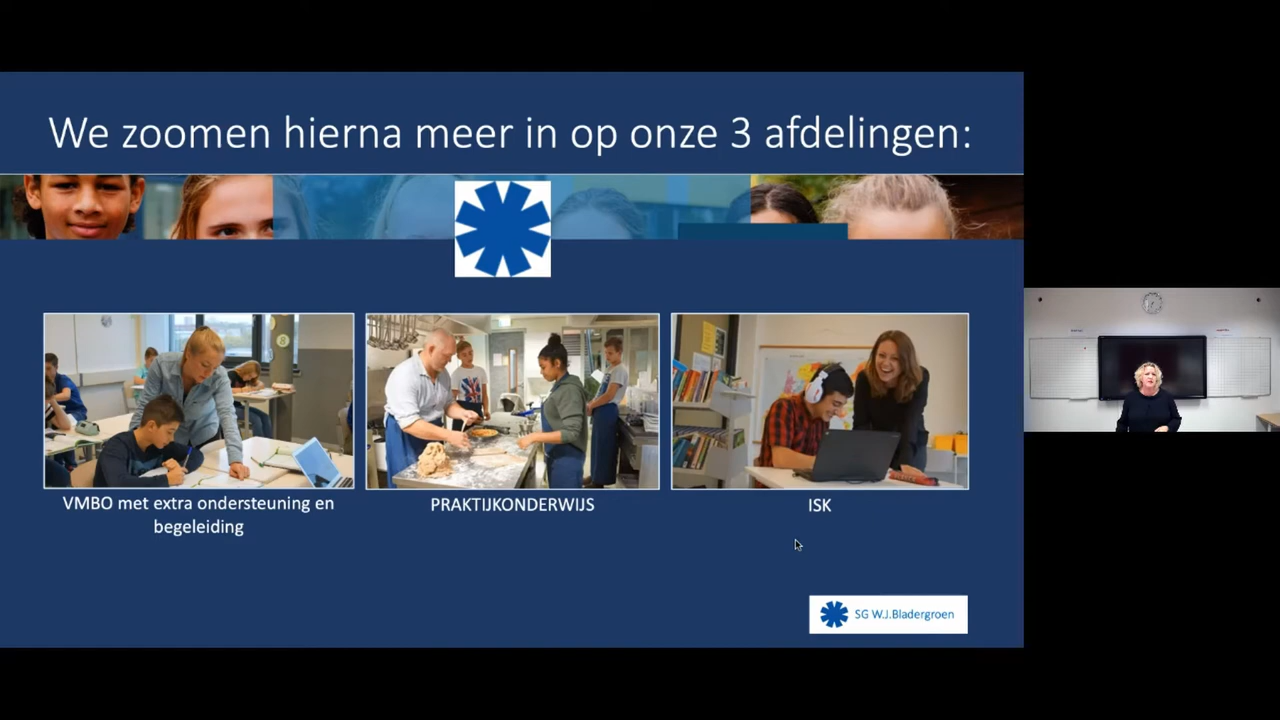 We zoomen hierna meer in op onze 3 afdelingen:
VMBO met extra ondersteuning en
begeleiding
PRAKTIJKONDERWIJS
ISK
SG W.J.Bladergroen